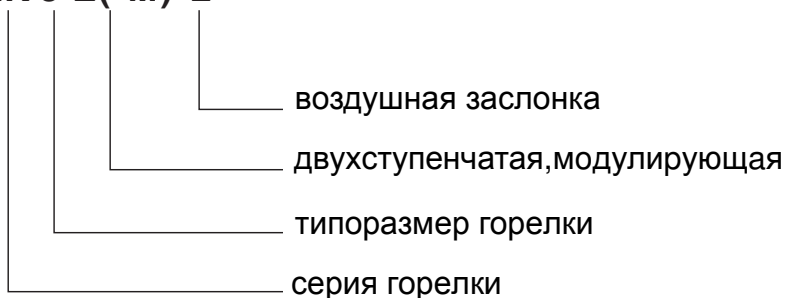 воздушная заслонка
двухступенчатая,модулирующая
типоразмер горелки
серия горелки